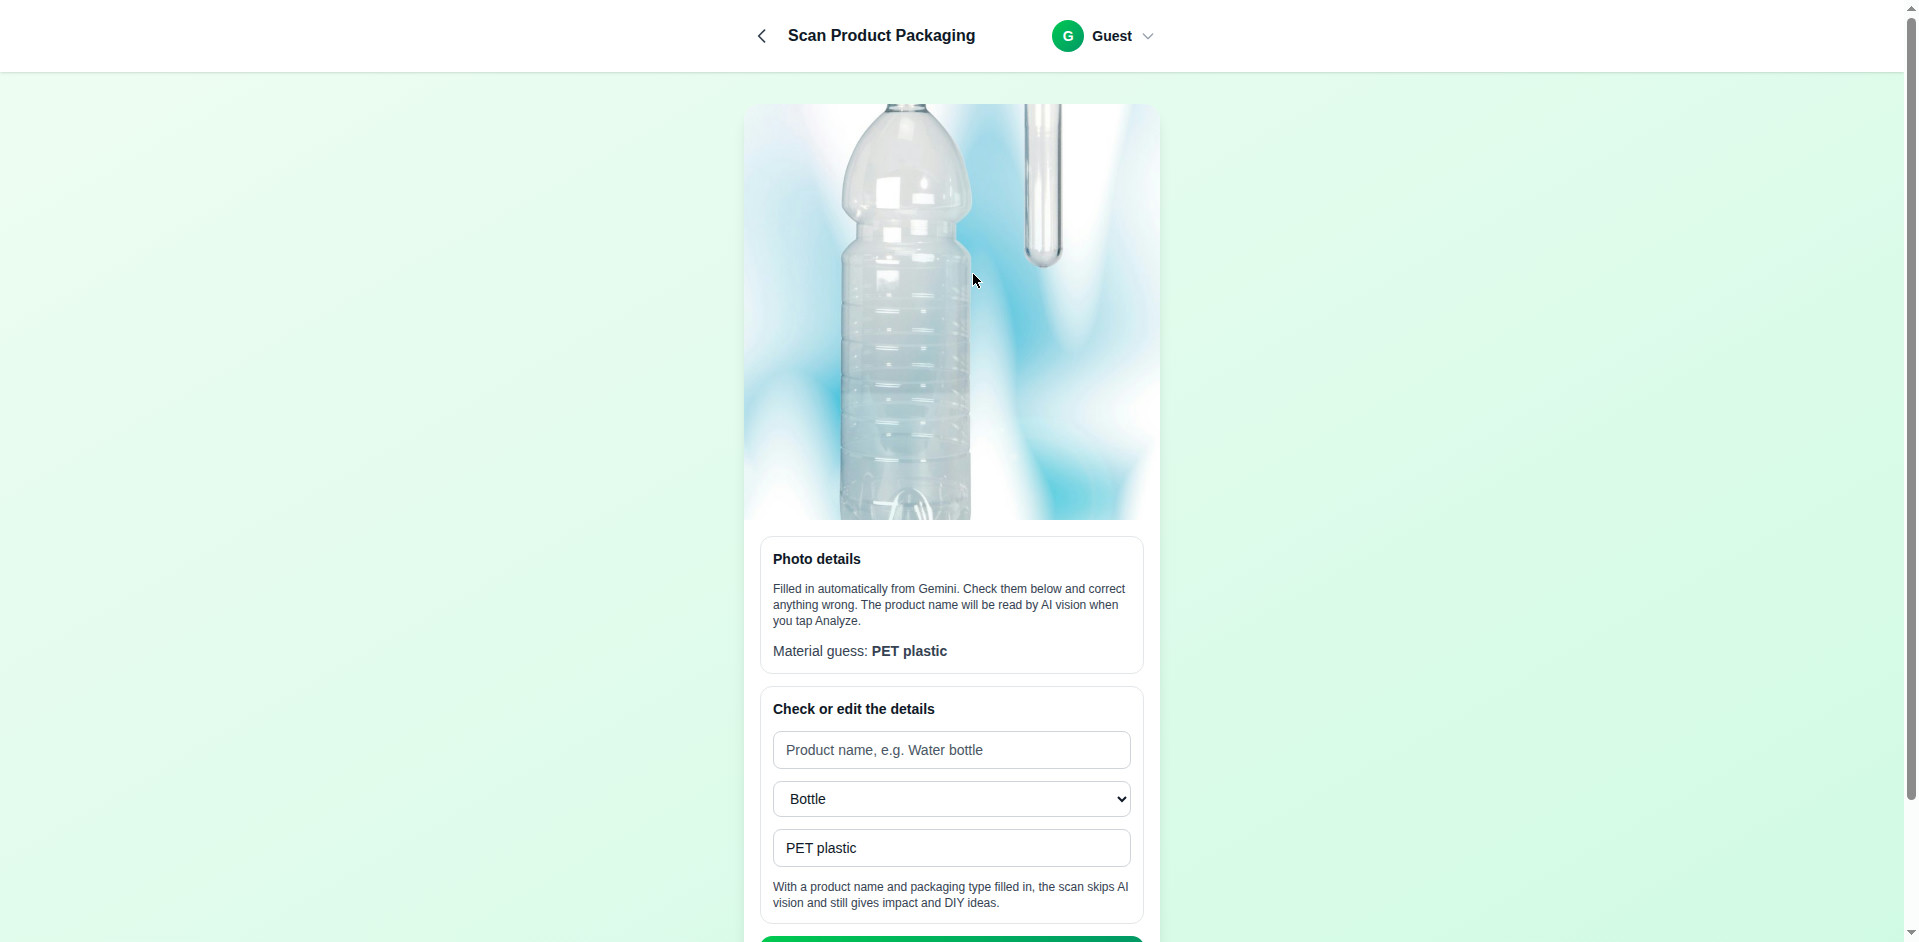 Scan Product Packaging
G
Guest
Photo details
Filled in automatically from Gemini. Check them below and correct
anything wrong. The product name will be read by AI vision when
you tap Analyze.
Material guess: PET plastic
Check or edit the details
Product name, e.g. Water bottle
Bottle
PET plastic
With a product name and packaging type filled in, the scan skips AI
vision and still gives impact and DIY ideas.